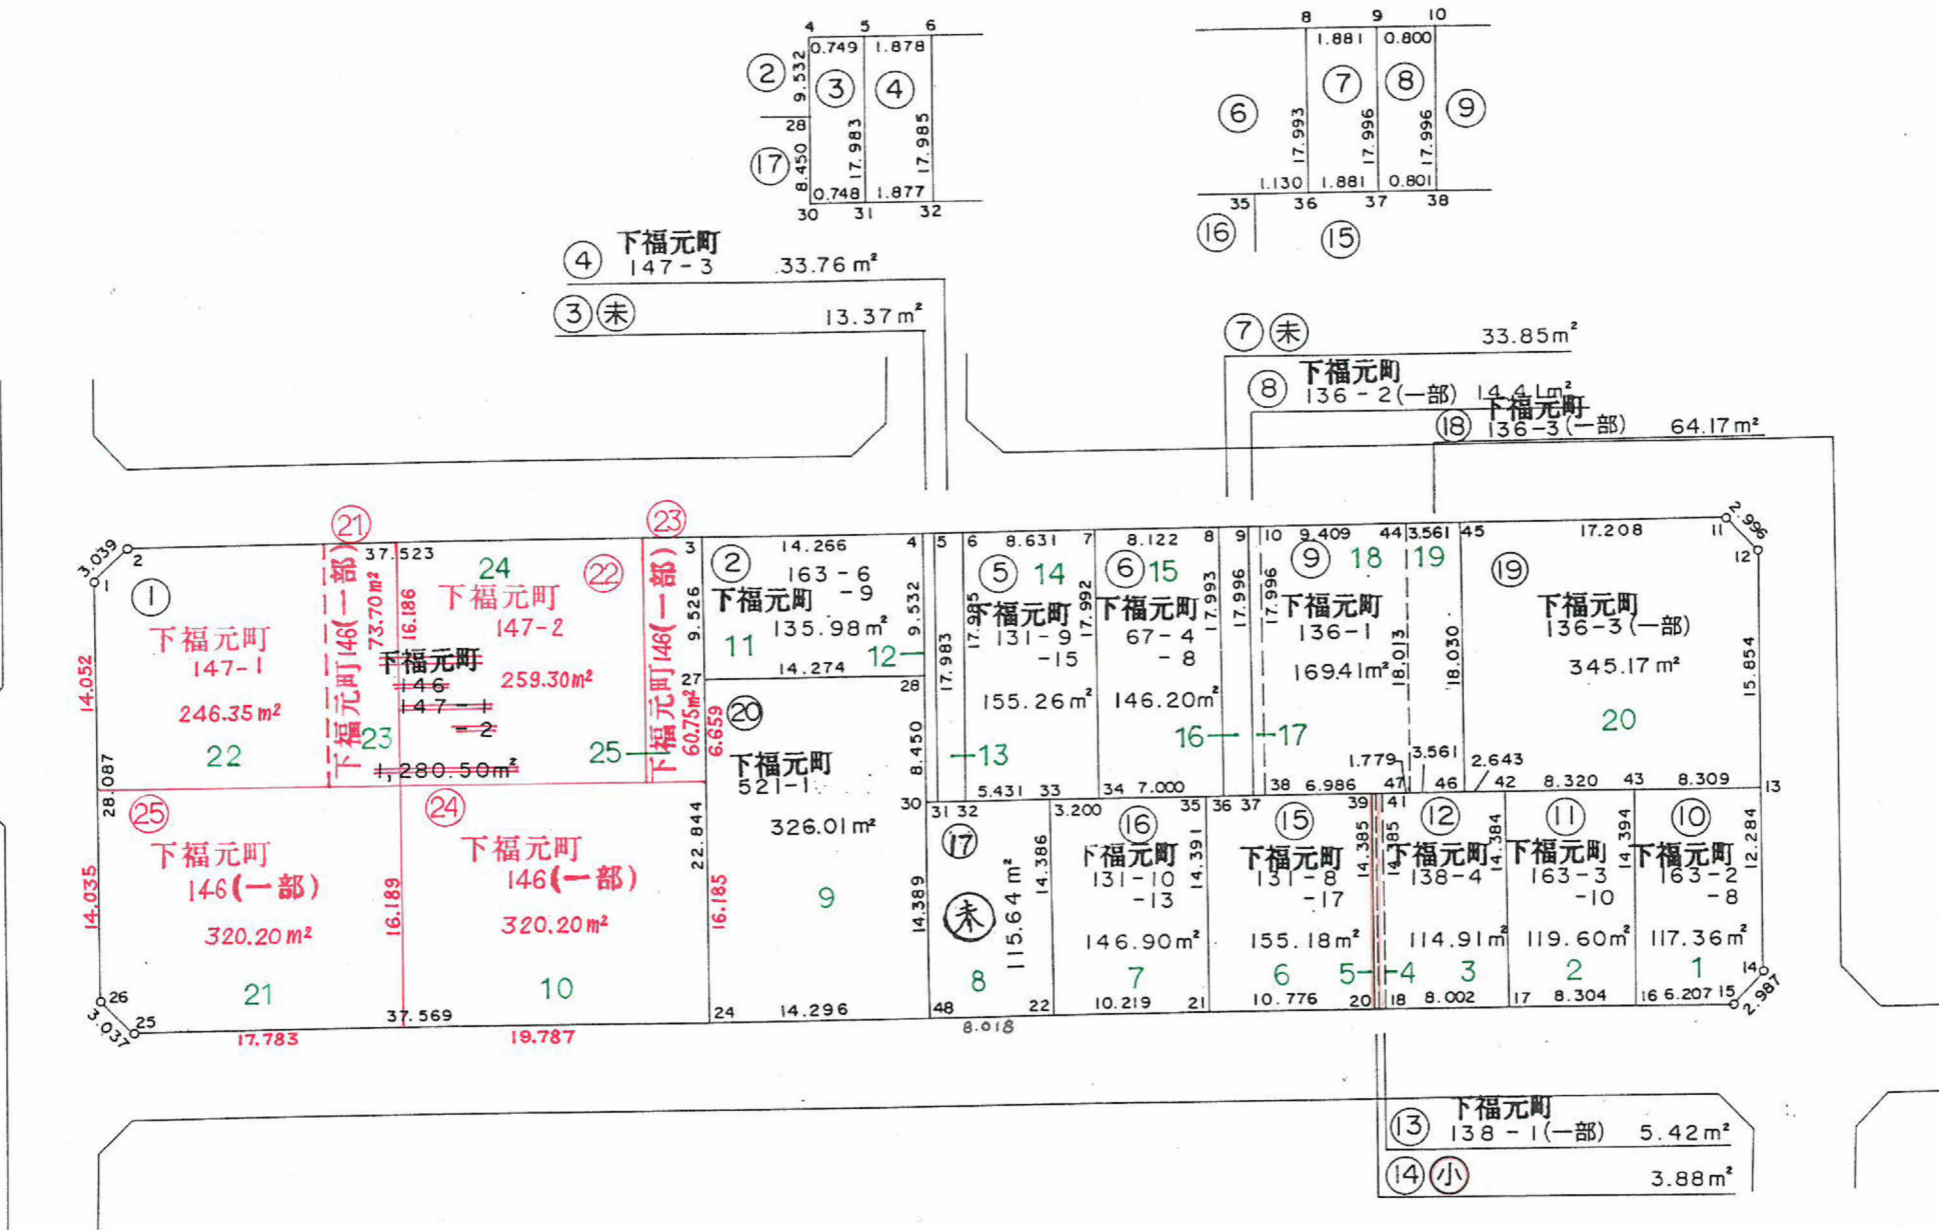 4 5 6
0.749 1.878
② 9.532 ③ ④
28 17.983 17.985
⑰ 8.450
0.748 1.877
30 31 32
8 9 10
1.881 0.800
⑦ ⑧
⑥ 17.993 17.996 17.996 ⑨
1.130 1.881 0.801
35 36 37 38
⑯ ⑮
④ 下福元町
147-3 33.76m²
③ 未 13.37m²
⑦ 未 33.85m²
⑧ 下福元町
136-2(一部) 14.41m²
⑱ 下福元町
136-3(一部) 64.17m²
3.039
2
1
①
下福元町
147-1
246.35m²
22
14.052
28.087
㉑
下福元町146(一部)
73.70m²
23
37.523
16.186
24
㉒
下福元町
147-2
259.30m²
下福元町
146
147-1
-2
1,280.50m²
㉓
下福元町146(一部)
60.75m²
25
3
14.266
4
②
163-6
下福元町 -9
135.98m²
11
12
9.526
9.532
14.274
27
28
6.659
⑳
下福元町
521-1
326.01m²
9
8.450
30
22.844
16.185
14.389
24
14.296
48
5 6 8.631 7 8.122 8 9 10 9.409 44 3.561 45 17.208 11
2.996
12
17.983
17.985
13
⑤ 14
下福元町
131-9
-15
155.26m²
17.992
⑥ 15
下福元町
67-4
-8
146.20m²
17.993
16
17.996
17.996
17
⑨ 18
下福元町
136-1
169.41m²
18.013
19
18.030
⑲
下福元町
136-3(一部)
345.17m²
20
15.854
1.779 3.561 2.643
5.431 33 34 7.000 38 6.986 47 46 42 8.320 43 8.309 13
31 32 3.200 35 36 37 39 41
㉕
下福元町
146(一部)
320.20m²
21
14.035
26
3.037
25
16.189
37.569
17.783
㉔
下福元町
146(一部)
320.20m²
10
19.787
⑰
未
115.64m²
8
14.386
22
8.018
⑯
下福元町
131-10
-13
146.90m²
7
14.391
10.219
21
⑮
下福元町
131-8
-17
155.18m²
6
5
14.385
10.776
20
4
14.385
18
⑫
下福元町
138-4
114.91m²
3
14.384
8.002
17
⑪
下福元町
163-3
-10
119.60m²
2
14.394
8.304
16
⑩
下福元町
163-2
-8
117.36m²
1
12.284
14
6.207
15
2.987
⑬ 下福元町
138-1(一部) 5.42m²
⑭ 小 3.88m²